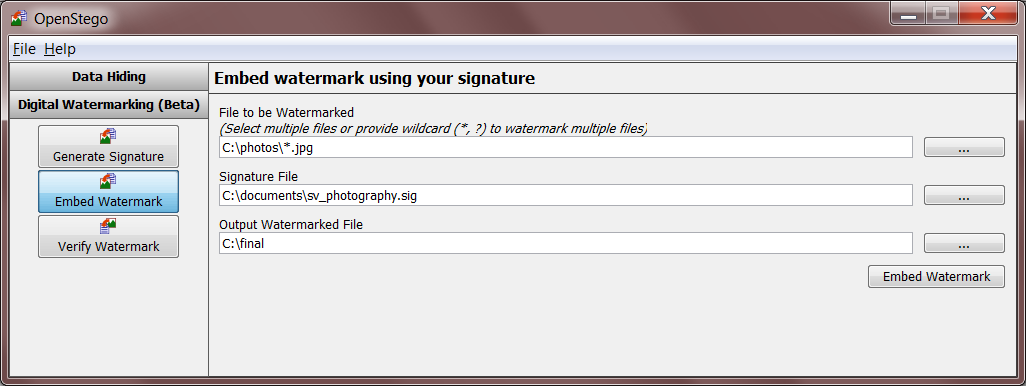 OpenStego
File Help
Data Hiding
Digital Watermarking (Beta)
Generate Signature
Embed Watermark
Verify Watermark
Embed watermark using your signature
File to be Watermarked
(Select multiple files or provide wildcard (*, ?) to watermark multiple files)
C:\photos\*.jpg
...
Signature File
C:\documents\sv_photography.sig
...
Output Watermarked File
C:\final
...
Embed Watermark